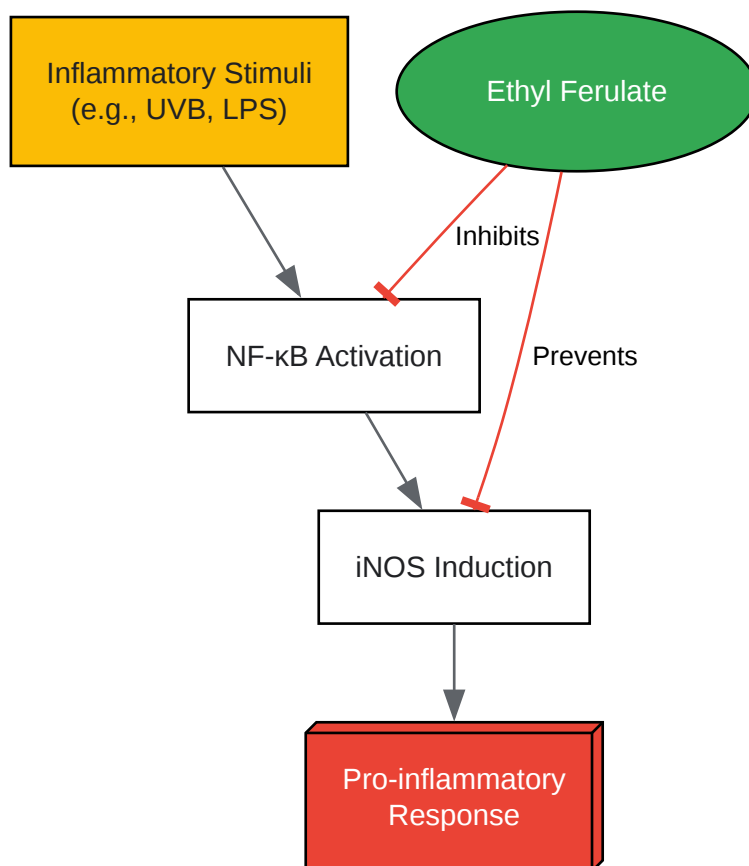 Inflammatory Stimuli
(e.g., UVB, LPS)
Ethyl Ferulate
Inhibits
NF-κB Activation
Prevents
iNOS Induction
Pro-inflammatory
Response